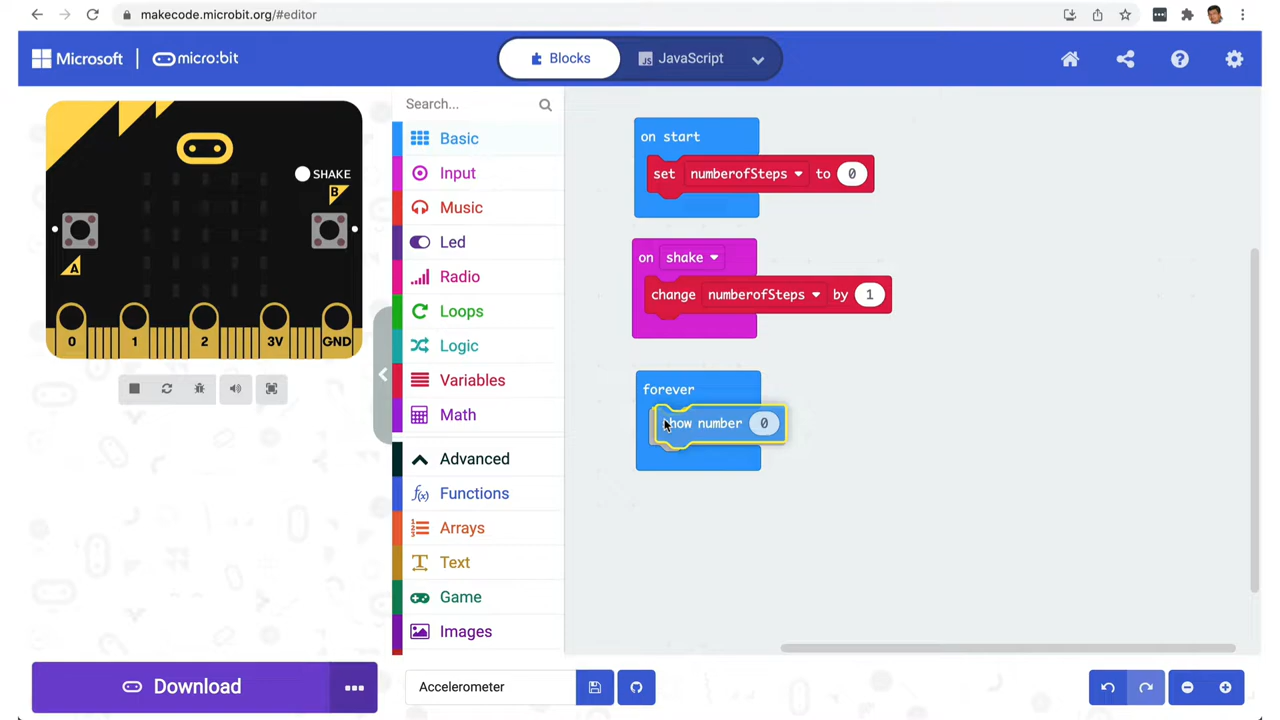 makecode.microbit.org/#editor
Microsoft
micro:bit
Blocks
JavaScript
SHAKE
B
A
0 1 2 3V GND
Search...
Basic
Input
Music
Led
Radio
Loops
Logic
Variables
Math
Advanced
Functions
Arrays
Text
Game
Images
on start
set numberofSteps to 0
on shake
change numberofSteps by 1
forever
show number 0
Download
Accelerometer